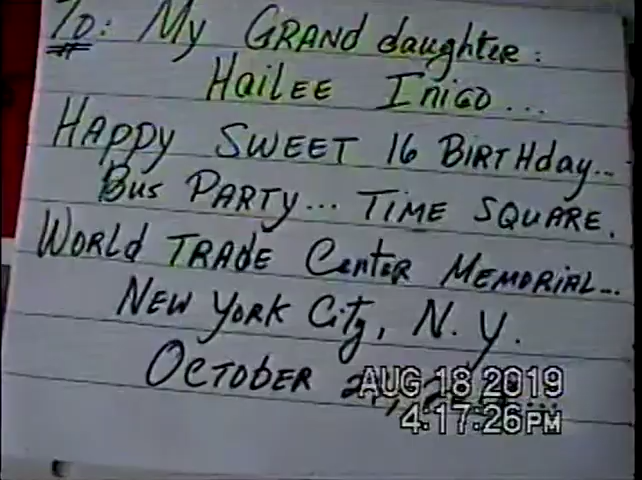 To: My GRAND daughter:
HaiLEE INIGO...
HAPPY SWEET 16 BIRTHday...
Bus PARTY... TIME SQUARE.
WORLd TRADE CENTER MEMORIAL...
NEW YORK City, N.Y.
OCTOBER
AUG 18 2019
4:17:26PM